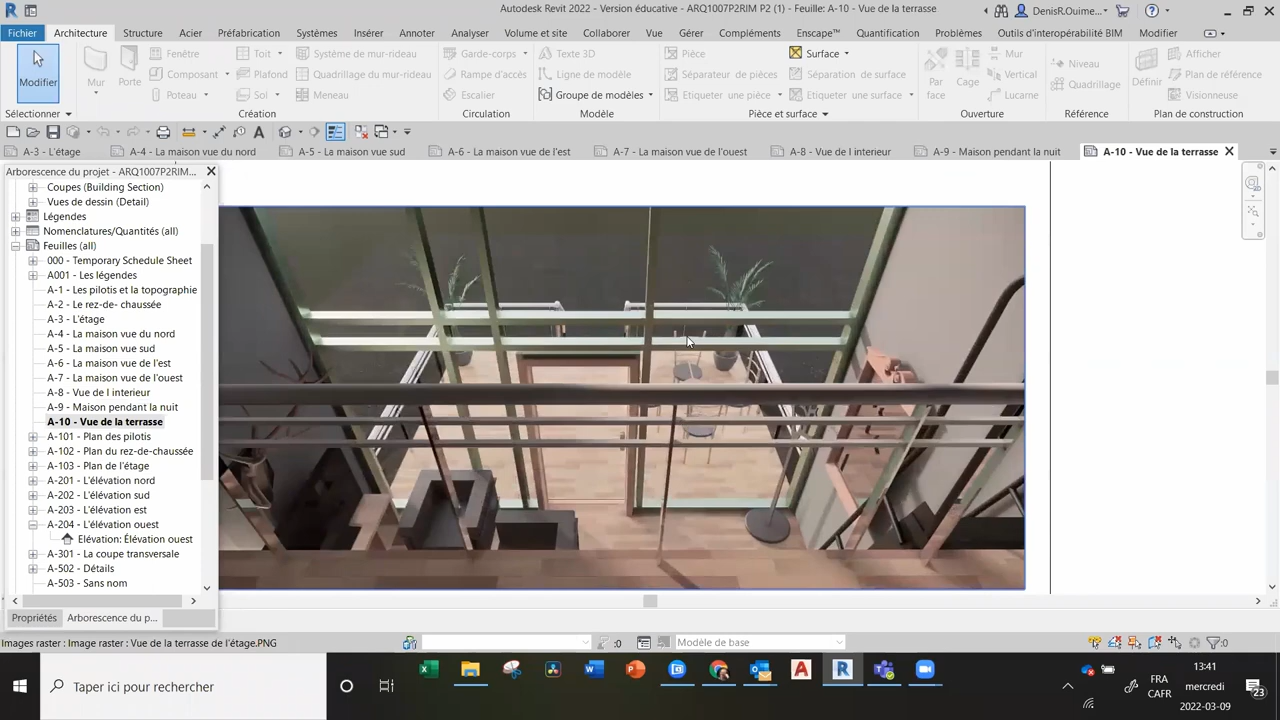 Autodesk Revit 2022 - Version éducative - ARQ1007P2RIM P2 (1) - Feuille: A-10 - Vue de la terrasse
DenisR.Ouime...
Fichier Architecture Structure Acier Préfabrication Systèmes Insérer Annoter Analyser Volume et site Collaborer Vue Gérer Compléments Enscape™ Quantification Problèmes Outils d'interopérabilité BIM Modifier
Modifier
Mur
Porte
Fenêtre
Composant
Poteau
Toit
Plafond
Sol
Système de mur-rideau
Quadrillage du mur-rideau
Meneau
Garde-corps
Rampe d'accès
Escalier
Texte 3D
Ligne de modèle
Groupe de modèles
Pièce
Séparateur de pièces
Etiqueter une pièce
Surface
Séparation de surface
Etiqueter une surface
Par face
Cage
Mur
Vertical
Lucarne
Niveau
Quadrillage
Définir
Afficher
Plan de référence
Visionneuse
Sélectionner Création Circulation Modèle Pièce et surface Ouverture Référence Plan de construction
A-3 - L'étage A-4 - La maison vue du nord A-5 - La maison vue sud A-6 - La maison vue de l'est A-7 - La maison vue de l'ouest A-8 - Vue de l interieur A-9 - Maison pendant la nuit A-10 - Vue de la terrasse
Arborescence du projet - ARQ1007P2RIM...
Coupes (Building Section)
Vues de dessin (Detail)
Légendes
Nomenclatures/Quantités (all)
Feuilles (all)
000 - Temporary Schedule Sheet
A001 - Les légendes
A-1 - Les pilotis et la topographie
A-2 - Le rez-de- chaussée
A-3 - L'étage
A-4 - La maison vue du nord
A-5 - La maison vue sud
A-6 - La maison vue de l'est
A-7 - La maison vue de l'ouest
A-8 - Vue de l interieur
A-9 - Maison pendant la nuit
A-10 - Vue de la terrasse
A-101 - Plan des pilotis
A-102 - Plan du rez-de-chaussée
A-103 - Plan de l'étage
A-201 - L'élévation nord
A-202 - L'élévation sud
A-203 - L'élévation est
A-204 - L'élévation ouest
Elévation: Élévation ouest
A-301 - La coupe transversale
A-502 - Détails
A-503 - Sans nom
Propriétés Arborescence du p...
Images raster : Image raster : Vue de la terrasse de l'étage.PNG
:0
Modèle de base
:0
Taper ici pour rechercher
FRA
CAFR
13:41
mercredi
2022-03-09
23